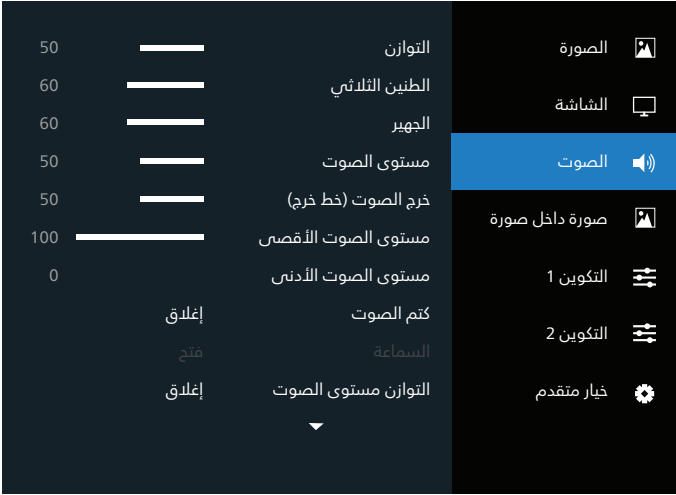 الصورة
الشاشة
الصوت
صورة داخل صورة
التكوين 1
التكوين 2
خيار متقدم
التوازن 50
الطنين الثلاثي 60
الجهير 60
مستوى الصوت 50
خرج الصوت (خط خرج) 50
مستوى الصوت الأقصى 100
مستوى الصوت الأدنى 0
كتم الصوت إغلاق
السماعة فتح
التوازن مستوى الصوت إغلاق